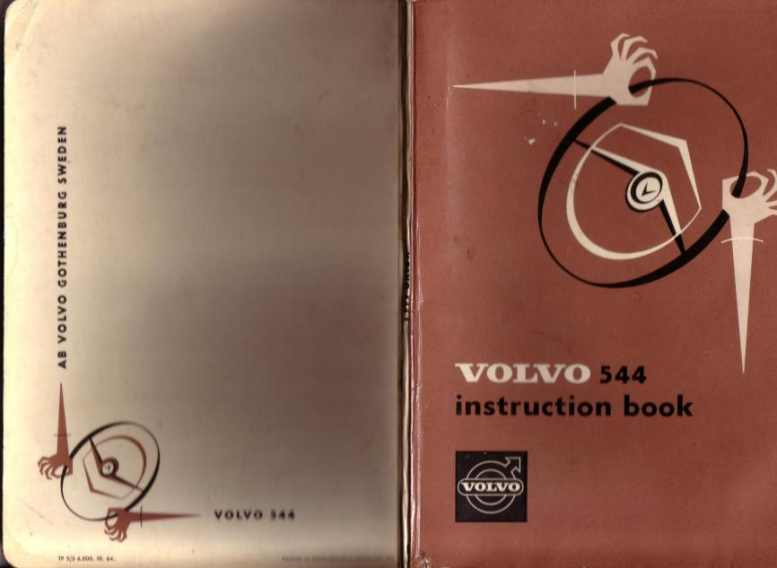 AB VOLVO GOTHENBURG SWEDEN
VOLVO 544
VOLVO 544
instruction book
VOLVO